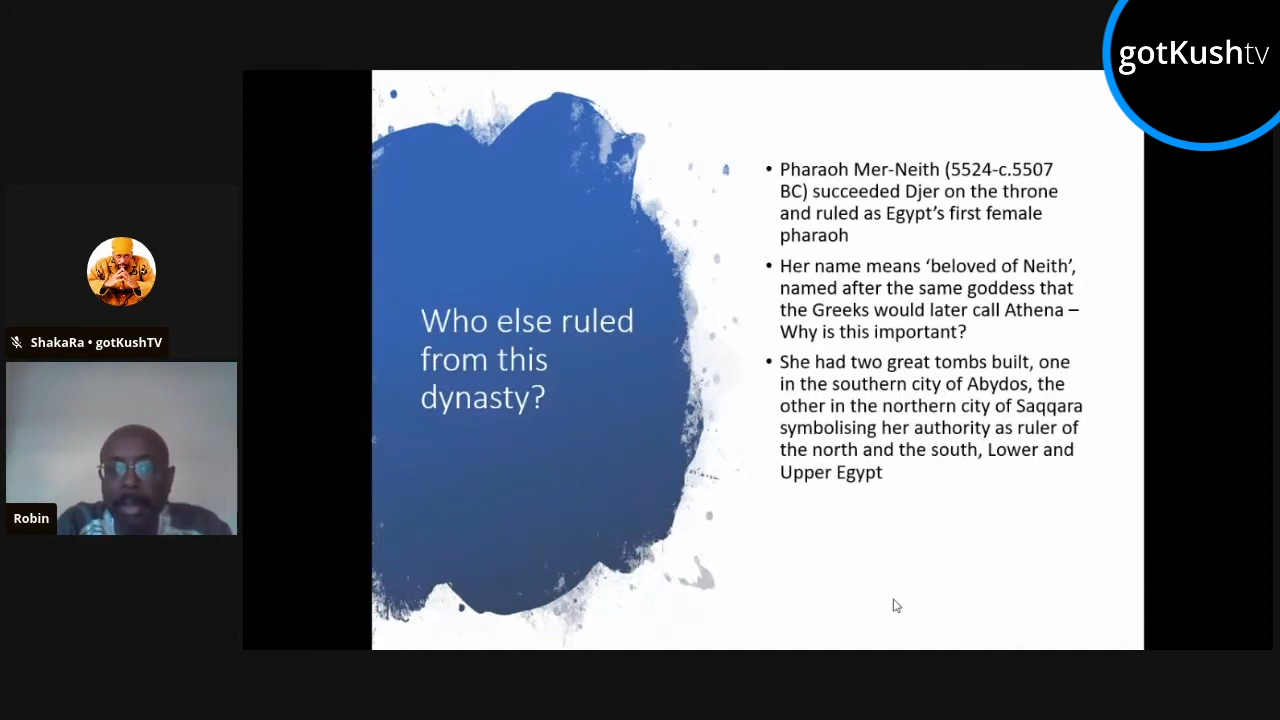 gotKushtv
ShakaRa • gotKushTV
Robin
Who else ruled
from this
dynasty?
• Pharaoh Mer-Neith (5524-c.5507
BC) succeeded Djer on the throne
and ruled as Egypt’s first female
pharaoh
• Her name means ‘beloved of Neith’,
named after the same goddess that
the Greeks would later call Athena –
Why is this important?
• She had two great tombs built, one
in the southern city of Abydos, the
other in the northern city of Saqqara
symbolising her authority as ruler of
the north and the south, Lower and
Upper Egypt